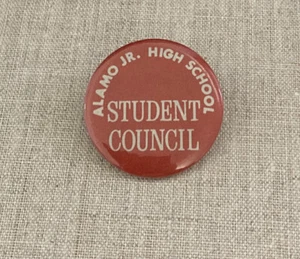 ALAMO JR. HIGH SCHOOL
STUDENT
COUNCIL